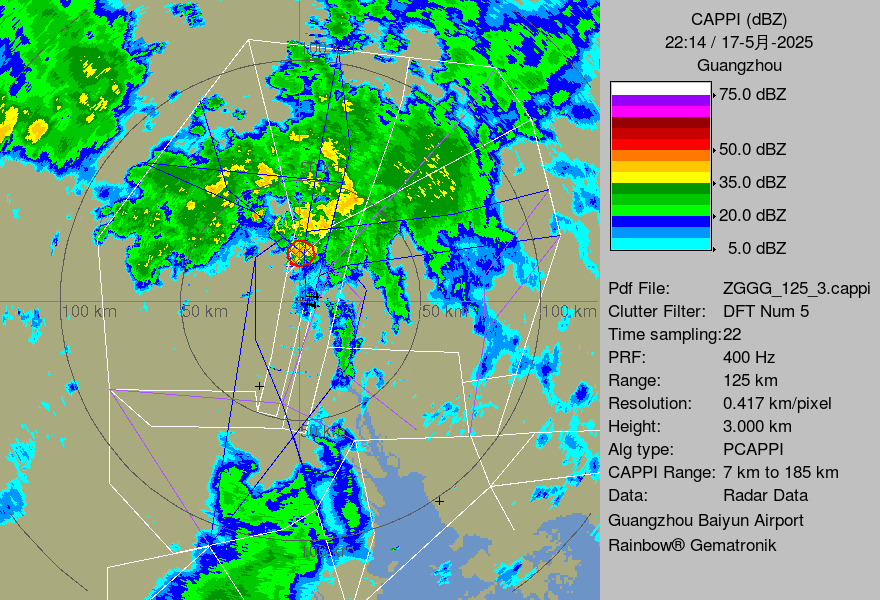 CAPPI (dBZ)
22:14 / 17-5月-2025
Guangzhou
75.0 dBZ
50.0 dBZ
35.0 dBZ
20.0 dBZ
5.0 dBZ
Pdf File: ZGGG_125_3.cappi
Clutter Filter: DFT Num 5
Time sampling:22
PRF: 400 Hz
Range: 125 km
Resolution: 0.417 km/pixel
Height: 3.000 km
Alg type: PCAPPI
CAPPI Range: 7 km to 185 km
Data: Radar Data
Guangzhou Baiyun Airport
Rainbow® Gematronik
100 km
50 km
50 km
100 km
50 km
100 km